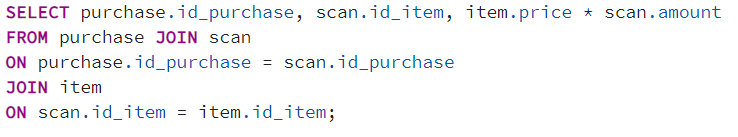 SELECT purchase.id_purchase, scan.id_item, item.price * scan.amount
FROM purchase JOIN scan
ON purchase.id_purchase = scan.id_purchase
JOIN item
ON scan.id_item = item.id_item;